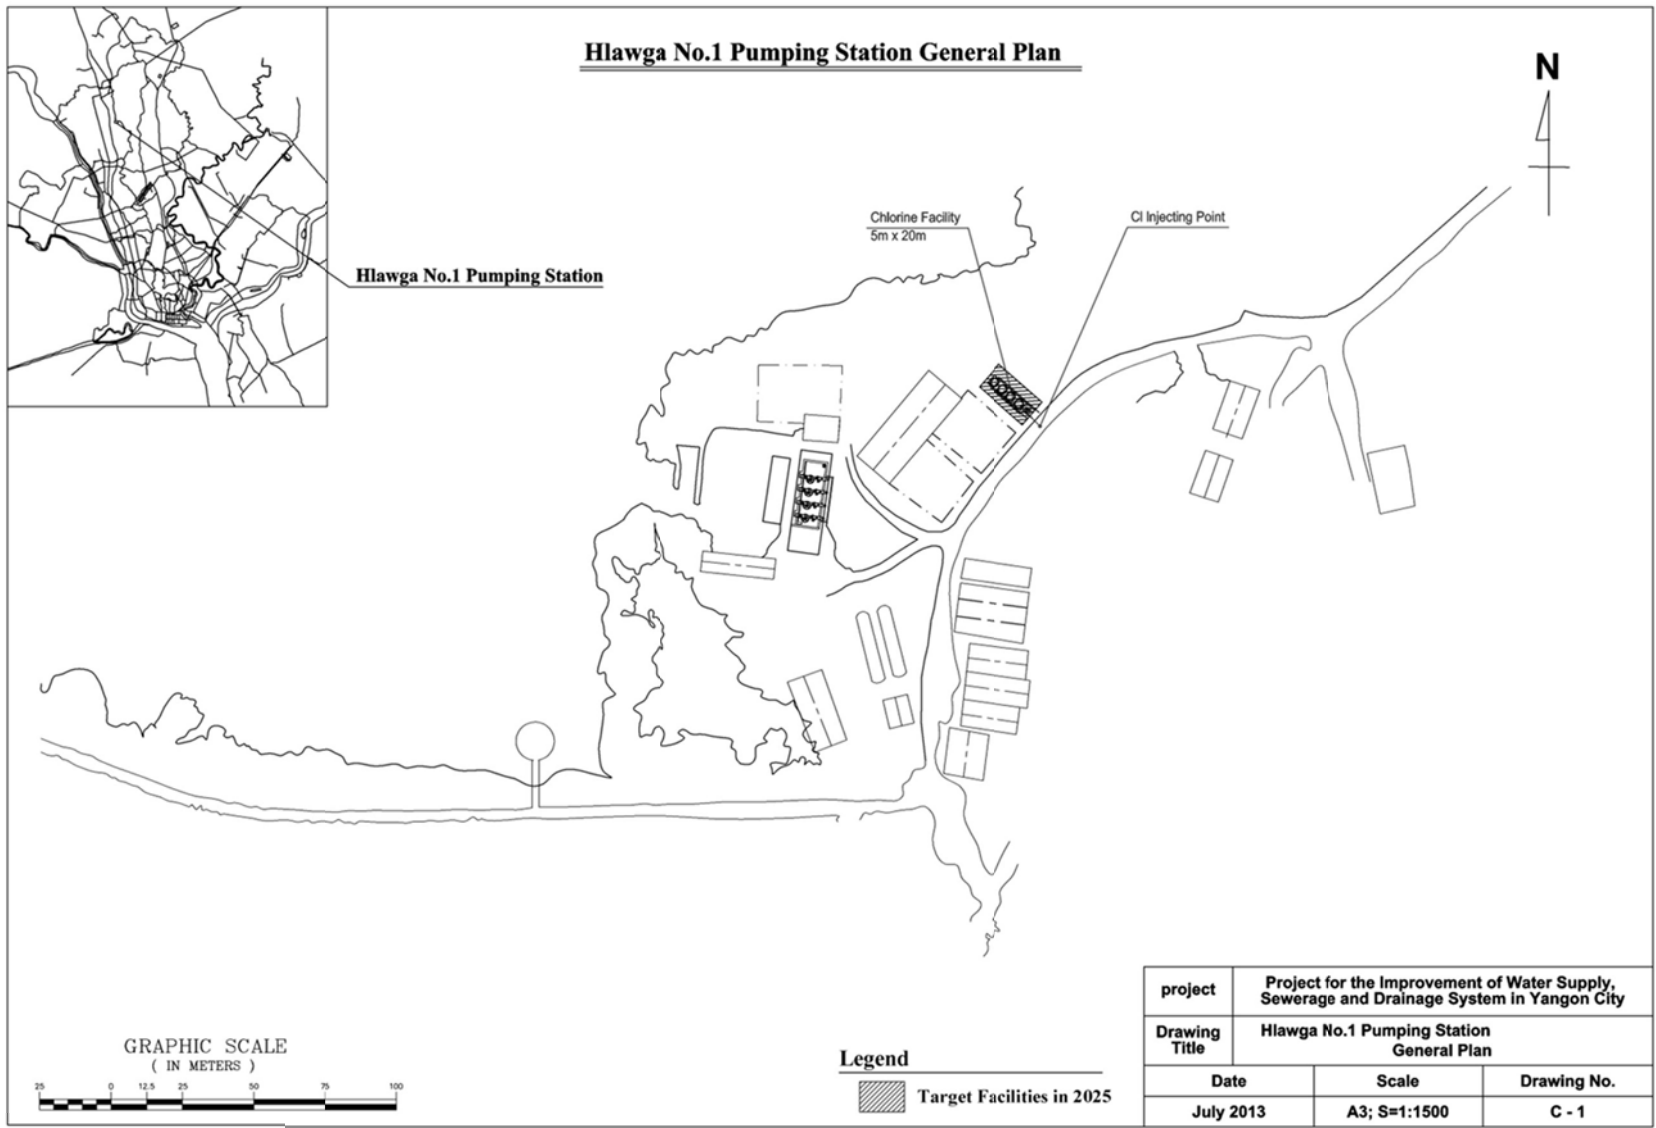 Hlawga No.1 Pumping Station General Plan
N
Chlorine Facility
5m x 20m
Cl Injecting Point
Hlawga No.1 Pumping Station
GRAPHIC SCALE
( IN METERS )
25 0 12.5 25 50 75 100
Legend
Target Facilities in 2025
project
Project for the Improvement of Water Supply,
Sewerage and Drainage System in Yangon City
Drawing
Title
Hlawga No.1 Pumping Station
General Plan
Date Scale Drawing No.
July 2013 A3; S=1:1500 C - 1